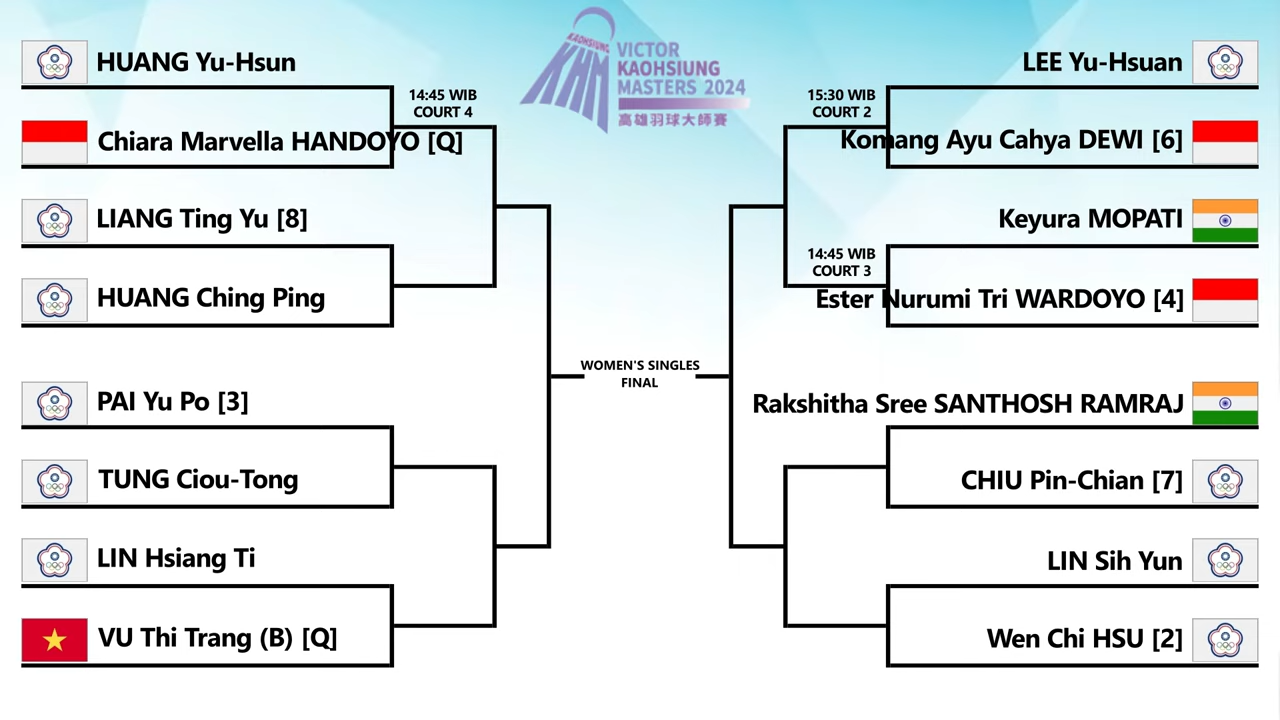 KAOHSIUNG
KHM
VICTOR
KAOHSIUNG
MASTERS 2024
高雄羽球大師賽
HUANG Yu-Hsun
14:45 WIB
COURT 4
Chiara Marvella HANDOYO [Q]
LIANG Ting Yu [8]
HUANG Ching Ping
PAI Yu Po [3]
TUNG Ciou-Tong
LIN Hsiang Ti
VU Thi Trang (B) [Q]
WOMEN'S SINGLES
FINAL
LEE Yu-Hsuan
15:30 WIB
COURT 2
Komang Ayu Cahya DEWI [6]
Keyura MOPATI
14:45 WIB
COURT 3
Ester Nurumi Tri WARDOYO [4]
Rakshitha Sree SANTHOSH RAMRAJ
CHIU Pin-Chian [7]
LIN Sih Yun
Wen Chi HSU [2]